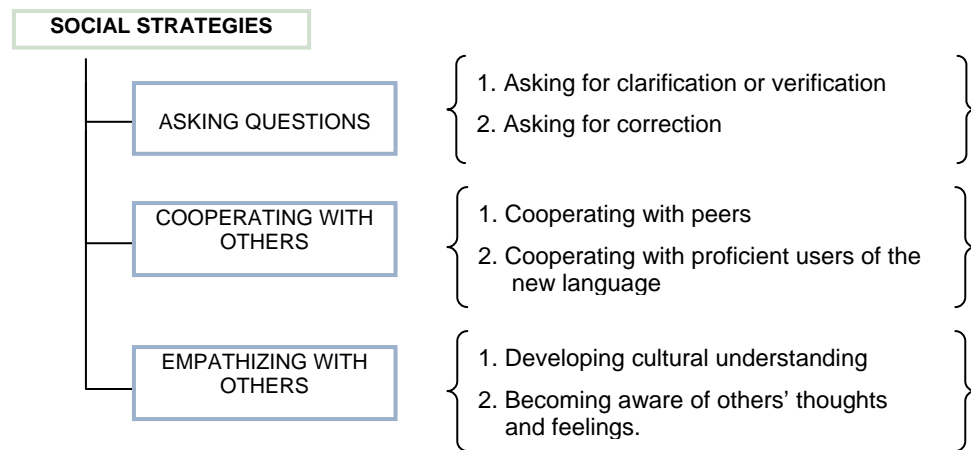 SOCIAL STRATEGIES
ASKING QUESTIONS
1. Asking for clarification or verification
2. Asking for correction
COOPERATING WITH
OTHERS
1. Cooperating with peers
2. Cooperating with proficient users of the
new language
EMPATHIZING WITH
OTHERS
1. Developing cultural understanding
2. Becoming aware of others’ thoughts
and feelings.